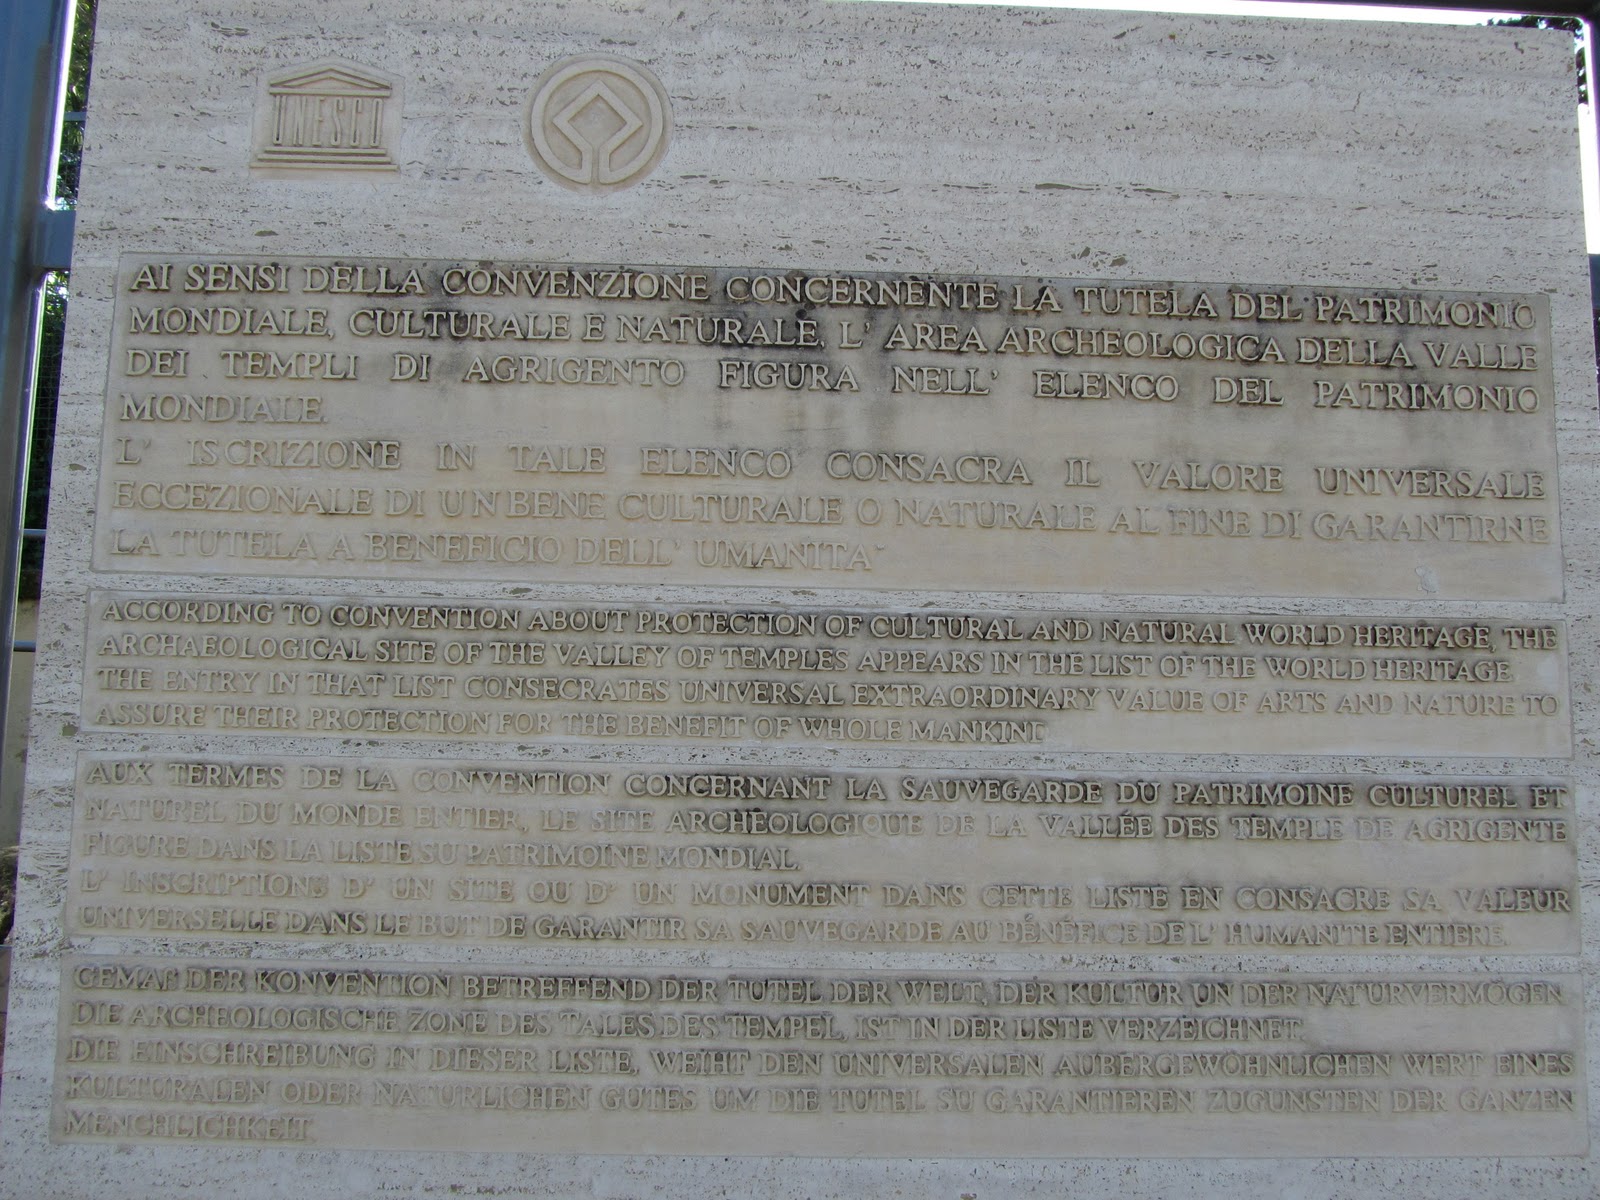 UNESCO
AI SENSI DELLA CONVENZIONE CONCERNENTE LA TUTELA DEL PATRIMONIO
MONDIALE, CULTURALE E NATURALE, L' AREA ARCHEOLOGICA DELLA VALLE
DEI TEMPLI DI AGRIGENTO FIGURA NELL' ELENCO DEL PATRIMONIO
MONDIALE.
L' ISCRIZIONE IN TALE ELENCO CONSACRA IL VALORE UNIVERSALE
ECCEZIONALE DI UN BENE CULTURALE O NATURALE AL FINE DI GARANTIRNE
LA TUTELA A BENEFICIO DELL' UMANITA`
ACCORDING TO CONVENTION ABOUT PROTECTION OF CULTURAL AND NATURAL WORLD HERITAGE, THE
ARCHAEOLOGICAL SITE OF THE VALLEY OF TEMPLES APPEARS IN THE LIST OF THE WORLD HERITAGE
THE ENTRY IN THAT LIST CONSECRATES UNIVERSAL EXTRAORDINARY VALUE OF ARTS AND NATURE TO
ASSURE THEIR PROTECTION FOR THE BENEFIT OF WHOLE MANKIND
AUX TERMES DE LA CONVENTION CONCERNANT LA SAUVEGARDE DU PATRIMOINE CULTUREL ET
NATUREL DU MONDE ENTIER, LE SITE ARCHEOLOGIQUE DE LA VALLÉE DES TEMPLE DE AGRIGENTE
FIGURE DANS LA LISTE SU PATRIMOINE MONDIAL.
L' INSCRIPTIONS D' UN SITE OU D' UN MONUMENT DANS CETTE LISTE EN CONSACRE SA VALEUR
UNIVERSELLE DANS LE BUT DE GARANTIR SA SAUVEGARDE AU BÉNÉFICE DE L' HUMANITE ENTIERE.
GEMAß DER KONVENTION BETREFFEND DER TUTEL DER WELT, DER KULTUR UN DER NATURVERMÖGEN
DIE ARCHEOLOGISCHE ZONE DES TALES DES TEMPEL, IST IN DER LISTE VERZEICHNET.
DIE EINSCHREIBUNG IN DIESER LISTE, WEIHT DEN UNIVERSALEN AUBERGEWÖHNLICHEN WERT EINES
KULTURALEN ODER NATURLICHEN GUTES UM DIE TUTEL SU GARANTIEREN ZUGUNSTEN DER GANZEN
MENCHLICHKEIT